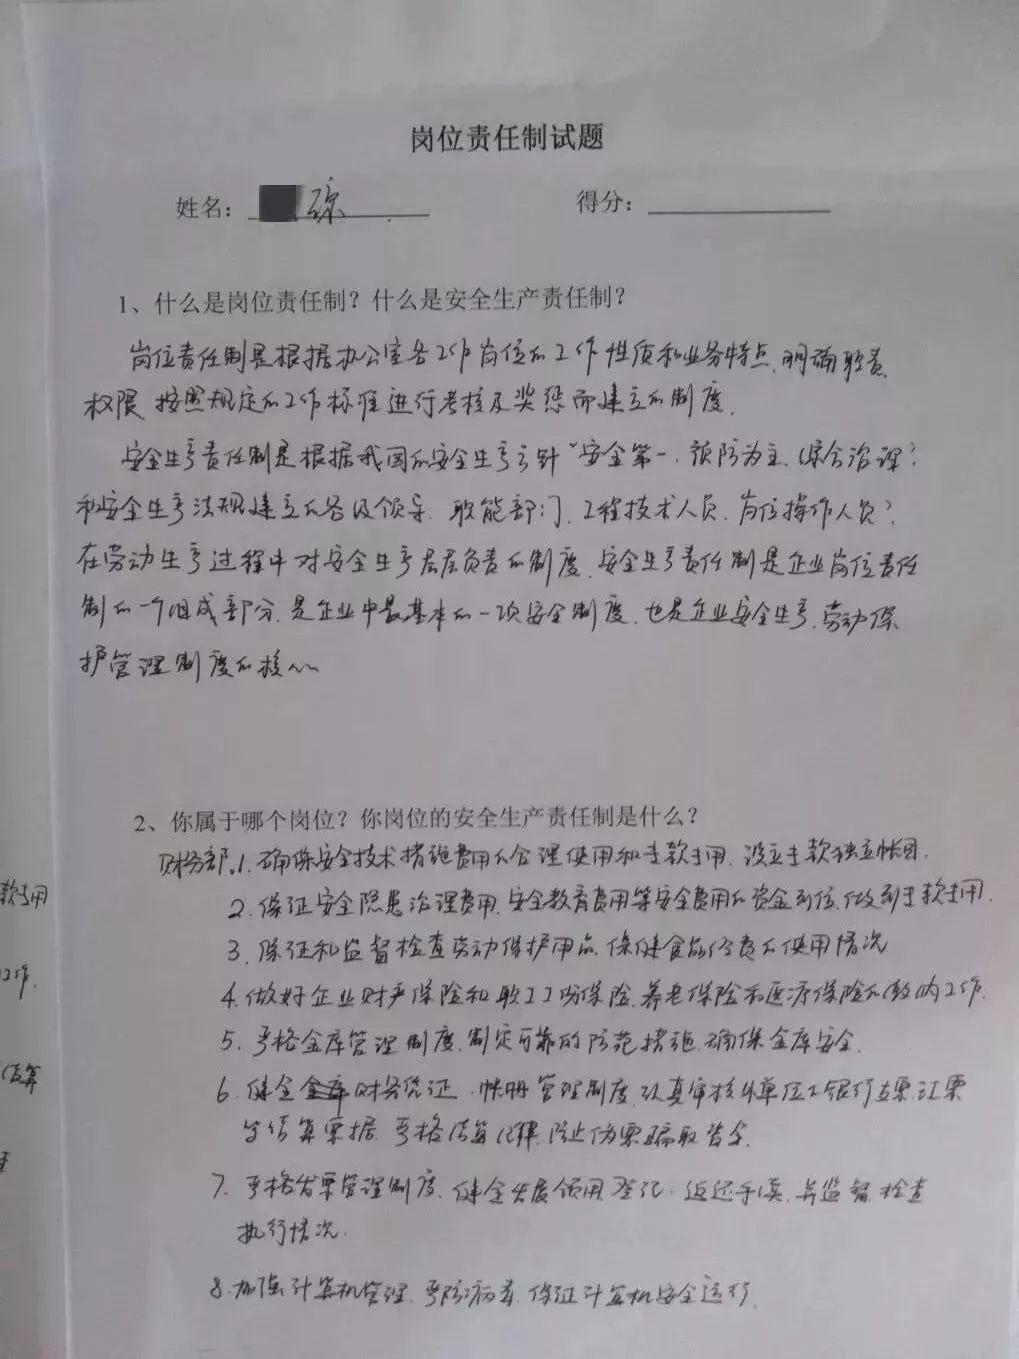 岗位责任制试题
姓名：琼 得分：
1、什么是岗位责任制？什么是安全生产责任制？
岗位责任制是根据办公室各工作岗位的工作性质和业务特点，明确职责
权限，按照规定的工作标准进行考核及奖惩而建立的制度。
安全生产责任制是根据我国的安全生产方针“安全第一，预防为主，综合治理”
和安全生产法规建立的各级领导、职能部门、工程技术人员、岗位操作人员
在劳动生产过程中对安全生产层层负责的制度。安全生产责任制是企业岗位责任
制的一个组成部分，是企业中最基本的一项安全制度，也是企业安全生产、劳动保
护管理制度的核心
2、你属于哪个岗位？你岗位的安全生产责任制是什么？
财务部。1. 确保安全技术措施费用的合理使用和专款专用，设立专款独立帐目。
2. 保证安全隐患治理费用，安全教育费用等安全费用的资金到位，做到专款专用。
3. 保证和监督检查劳动保护用品、保健食品经费的使用情况
4. 做好企业财产保险和职工工伤保险，养老保险和医疗保险的缴纳工作。
5. 严格金库管理制度，制定可靠的防范措施，确保金库安全。
6. 健全财务凭证、帐册管理制度，认真审核外单位的银行支票、汇票
等结算票据，严格结算纪律，防止伪票骗取资金。
7. 严格发票管理制度，健全发展领用登记、返还手续，并监督检查
执行情况。
8. 加强计算机管理，严防病毒，保证计算机安全运行。
款专用
工作。
结算